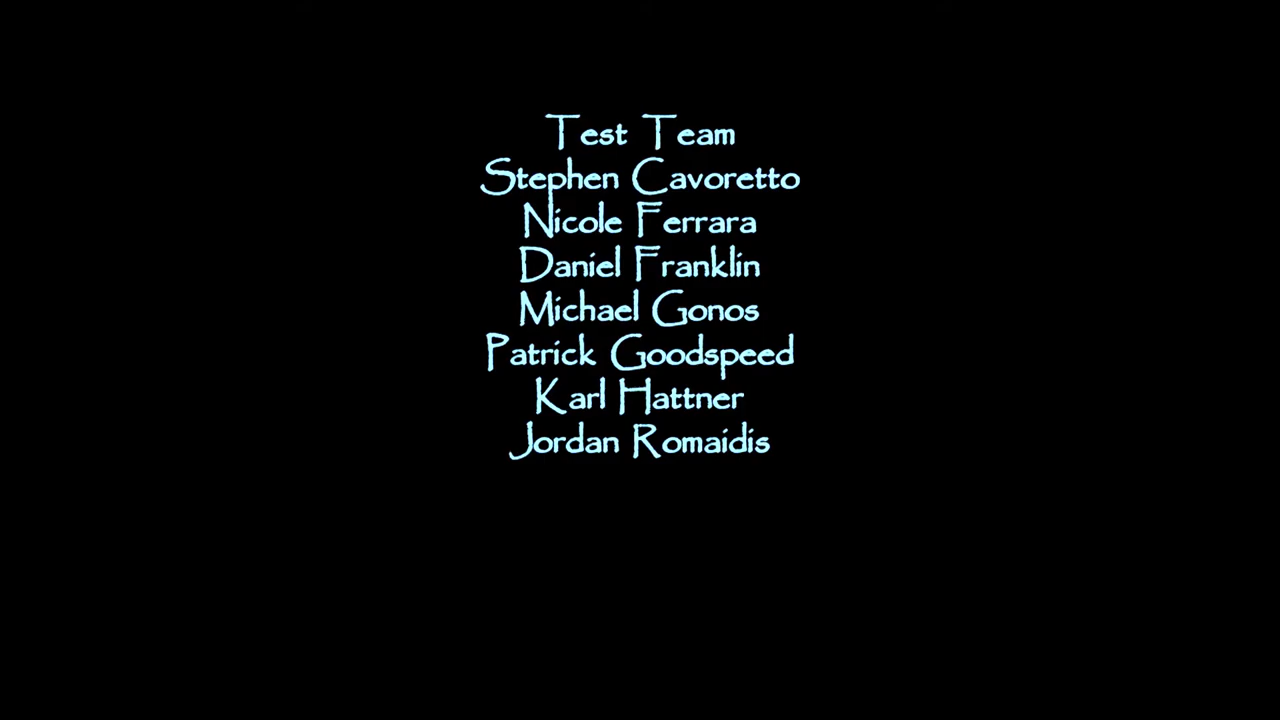 Test Team
Stephen Cavoretto
Nicole Ferrara
Daniel Franklin
Michael Gonos
Patrick Goodspeed
Karl Hattner
Jordan Romaidis